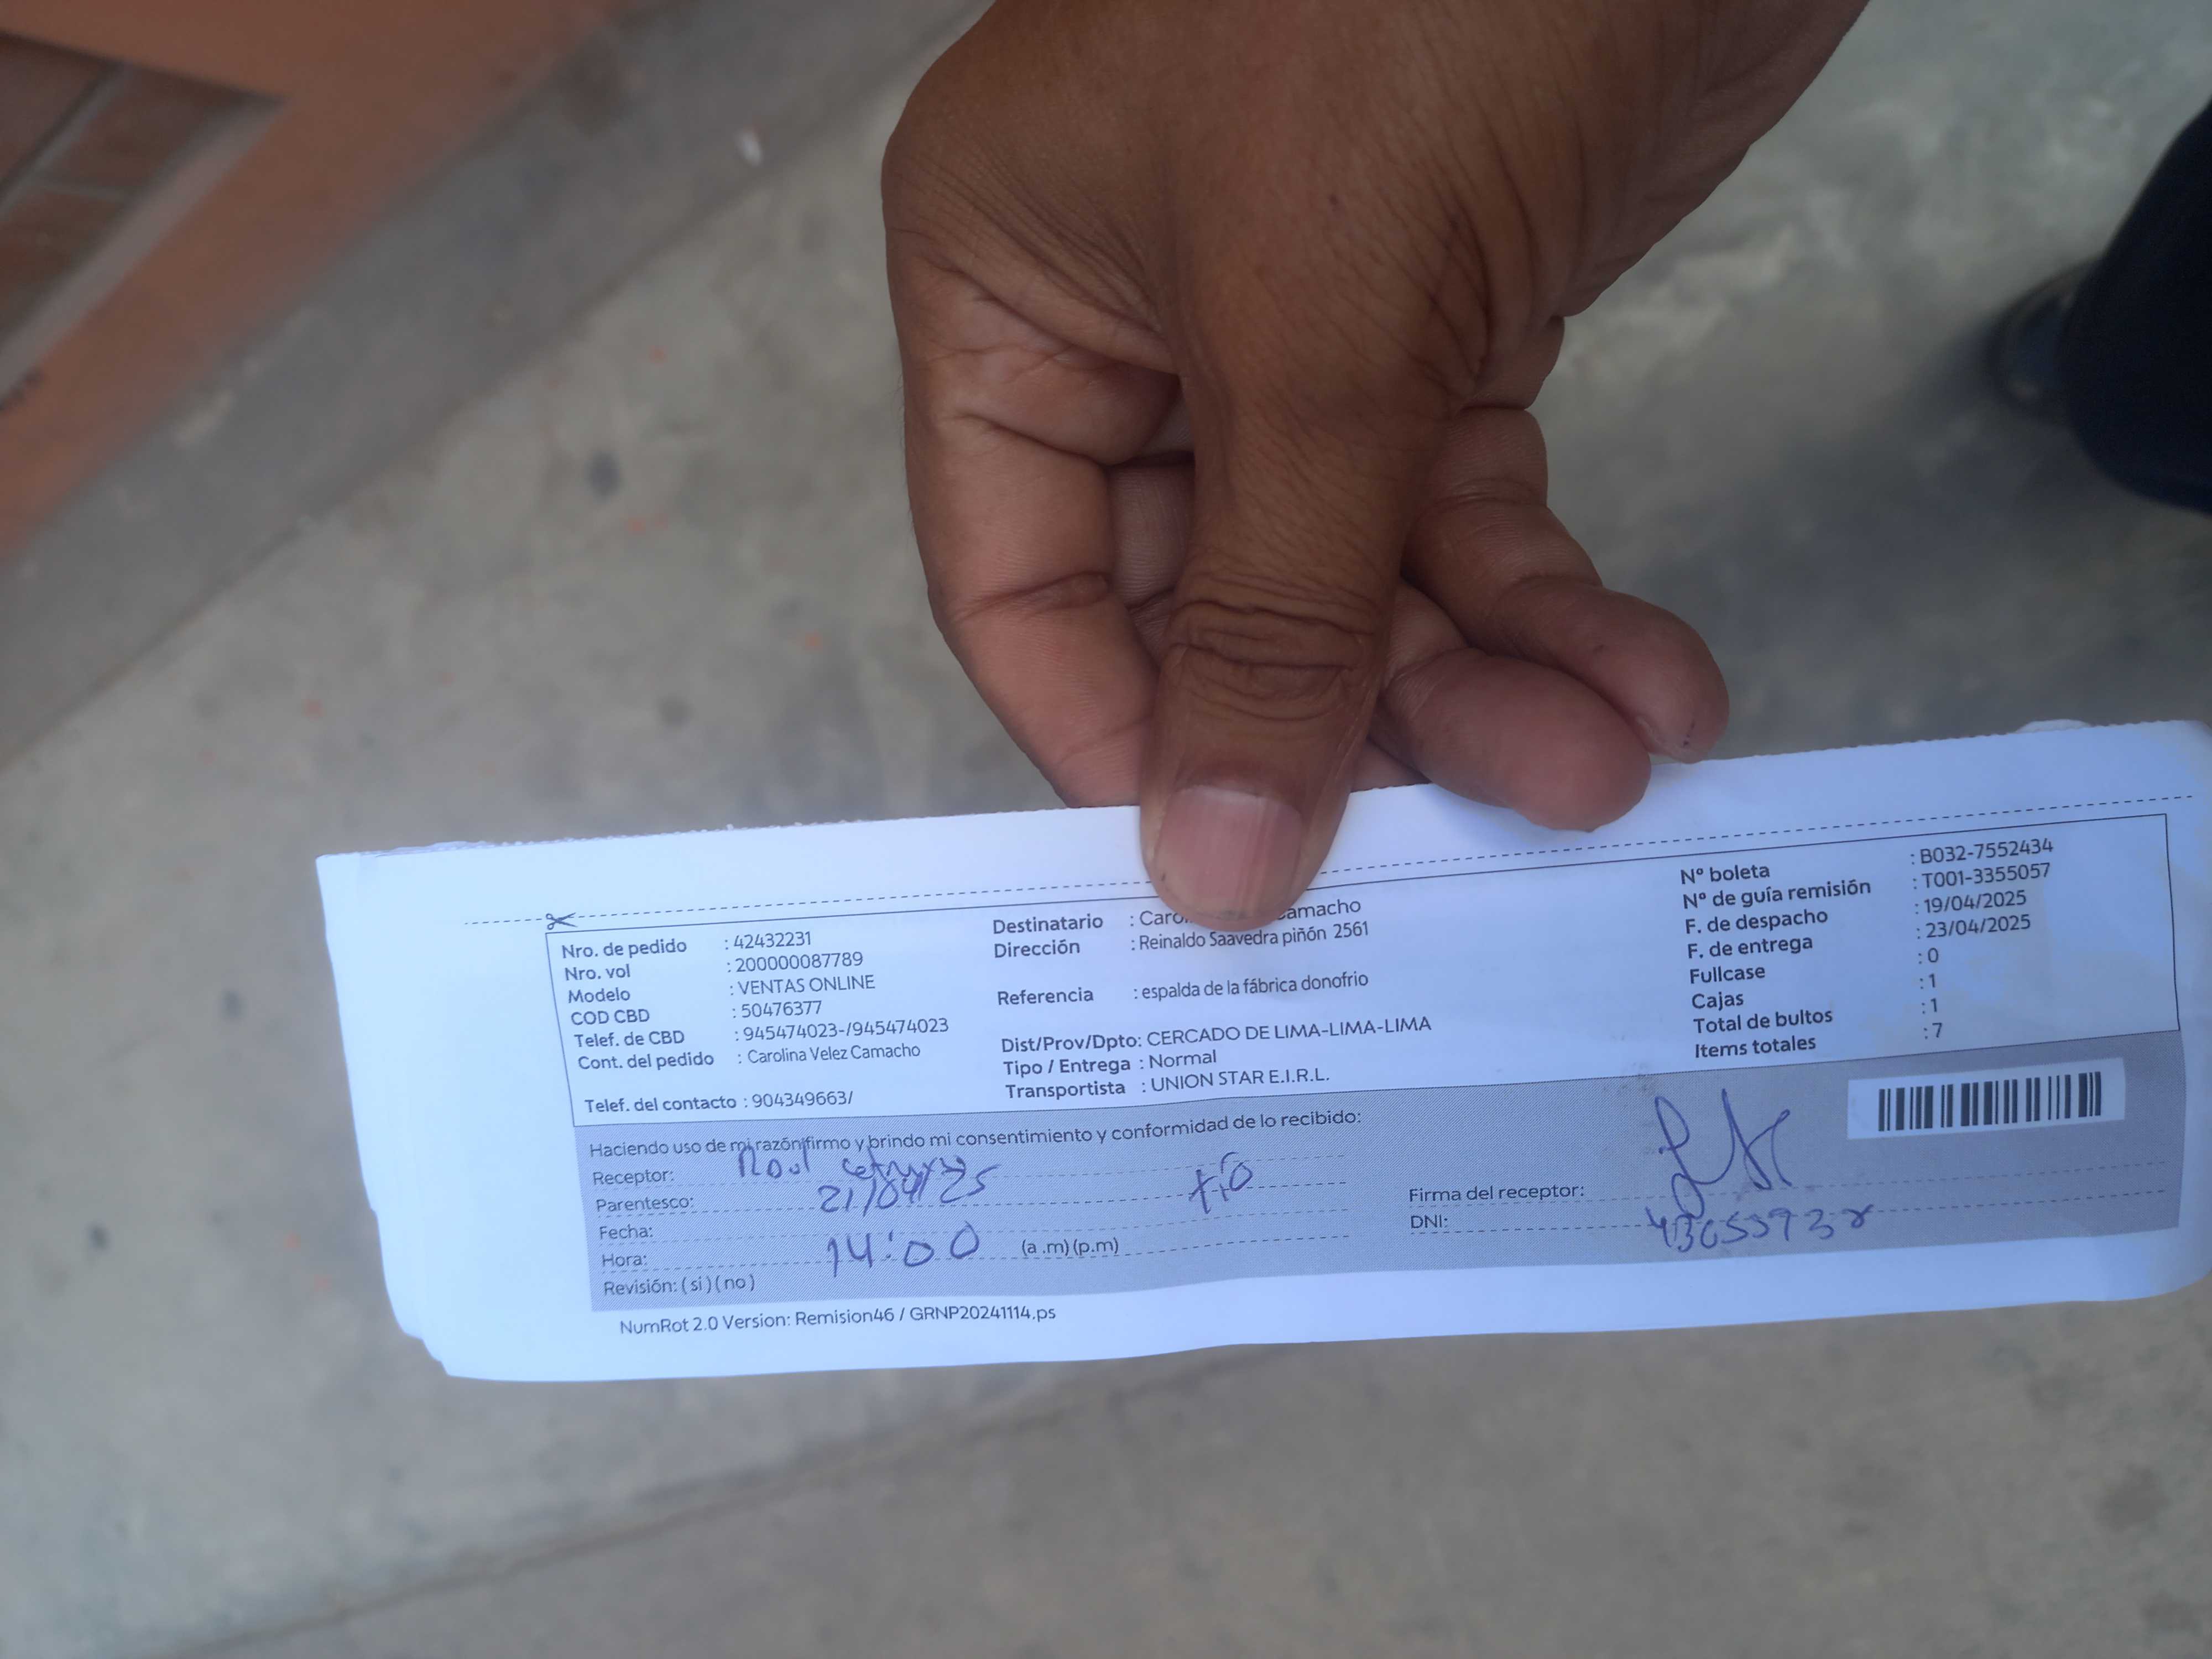 Nro. de pedido : 42432231
Nro. vol : 200000087789
Modelo : VENTAS ONLINE
COD CBD : 50476377
Telef. de CBD : 945474023-/945474023
Cont. del pedido : Carolina Velez Camacho
Telef. del contacto : 904349663/
Destinatario : Caro amacho
Dirección : Reinaldo Saavedra piñón 2561
Referencia : espalda de la fábrica donofrio
Dist/Prov/Dpto: CERCADO DE LIMA-LIMA-LIMA
Tipo / Entrega : Normal
Transportista : UNION STAR E.I.R.L.
Nº boleta : B032-7552434
Nº de guía remisión : T001-3355057
F. de despacho : 19/04/2025
F. de entrega : 23/04/2025
Fullcase : 0
Cajas : 1
Total de bultos : 1
Items totales : 7
Haciendo uso de mi razón firmo y brindo mi consentimiento y conformidad de lo recibido:
Receptor: Raul
Parentesco: tío
Fecha: 21/04/25
Hora: 14:00 (a .m) (p.m)
Revisión: ( si ) ( no )
Firma del receptor:
DNI:
NumRot 2.0 Version: Remision46 / GRNP20241114.ps